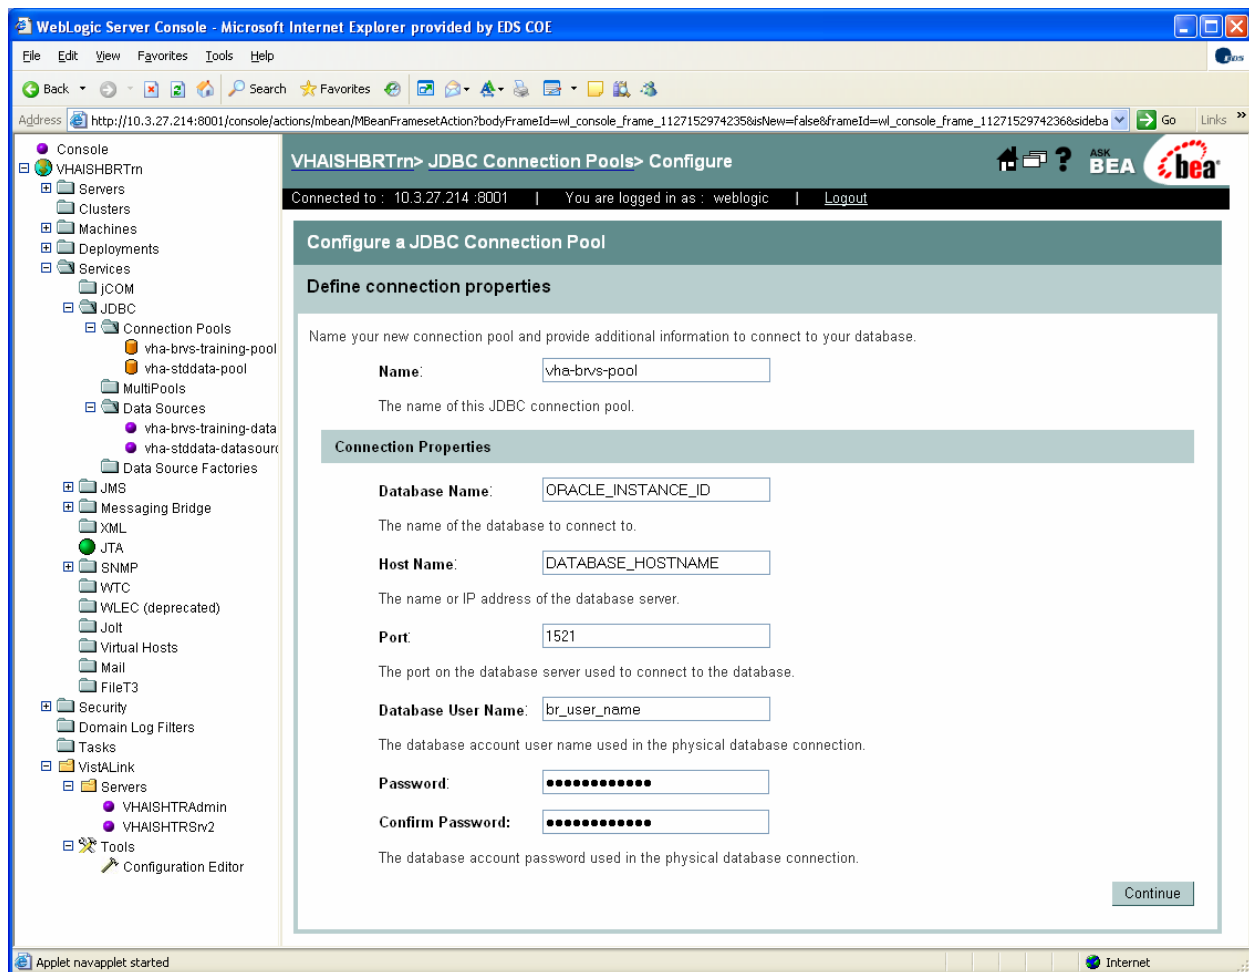 WebLogic Server Console - Microsoft Internet Explorer provided by EDS COE
File Edit View Favorites Tools Help
EDS
Back Search Favorites
Address http://10.3.27.214:8001/console/actions/mbean/MBeanFramesetAction?bodyFrameId=wl_console_frame_1127152974235&isNew=false&frameId=wl_console_frame_1127152974236&sideba Go Links »
Console
VHAISHBRTrn
Servers
Clusters
Machines
Deployments
Services
jCOM
JDBC
Connection Pools
vha-brvs-training-pool
vha-stddata-pool
MultiPools
Data Sources
vha-brvs-training-data
vha-stddata-datasourc
Data Source Factories
JMS
Messaging Bridge
XML
JTA
SNMP
WTC
WLEC (deprecated)
Jolt
Virtual Hosts
Mail
FileT3
Security
Domain Log Filters
Tasks
VistALink
Servers
VHAISHTRAdmin
VHAISHTRSrv2
Tools
Configuration Editor
VHAISHBRTrn> JDBC Connection Pools> Configure
? ASK BEA bea
Connected to : 10.3.27.214 :8001 | You are logged in as : weblogic | Logout
Configure a JDBC Connection Pool
Define connection properties
Name your new connection pool and provide additional information to connect to your database.
Name: vha-brvs-pool
The name of this JDBC connection pool.
Connection Properties
Database Name: ORACLE_INSTANCE_ID
The name of the database to connect to.
Host Name: DATABASE_HOSTNAME
The name or IP address of the database server.
Port: 1521
The port on the database server used to connect to the database.
Database User Name: br_user_name
The database account user name used in the physical database connection.
Password: ●●●●●●●●●●●●
Confirm Password: ●●●●●●●●●●●●
The database account password used in the physical database connection.
Continue
Applet navapplet started Internet